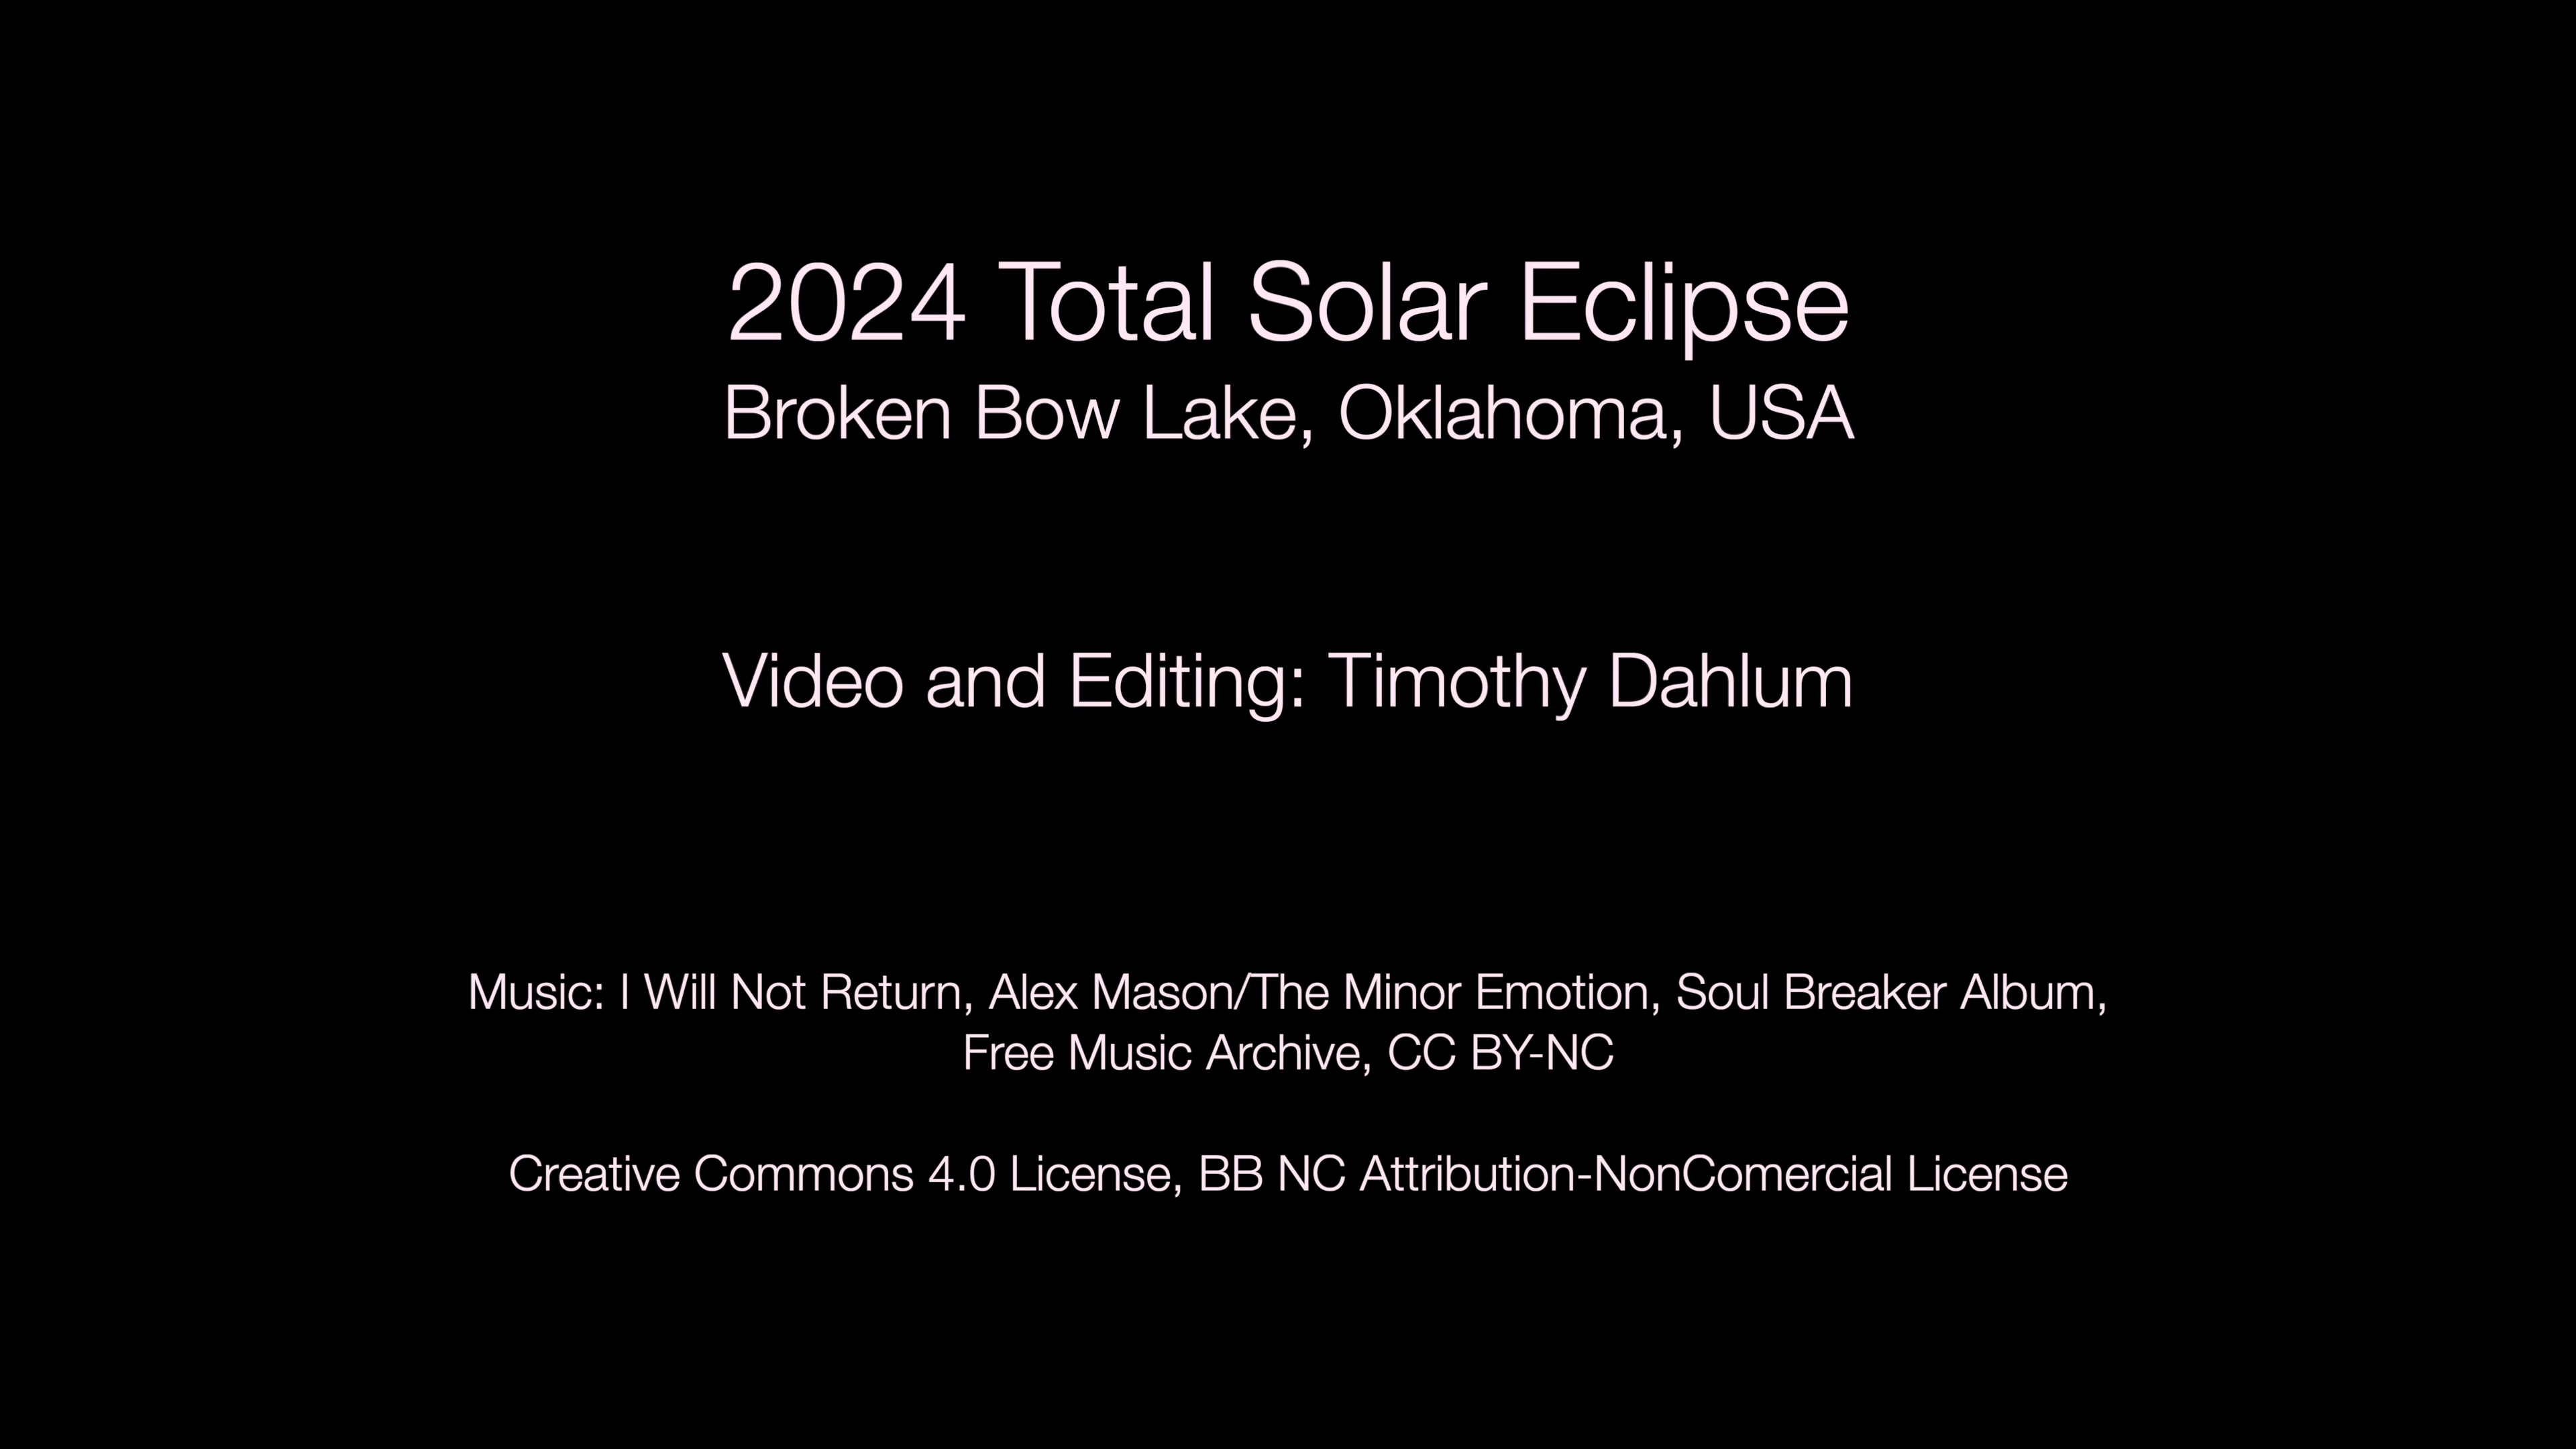 2024 Total Solar Eclipse
Broken Bow Lake, Oklahoma, USA
Video and Editing: Timothy Dahlum
Music: I Will Not Return, Alex Mason/The Minor Emotion, Soul Breaker Album,
Free Music Archive, CC BY-NC
Creative Commons 4.0 License, BB NC Attribution-NonComercial License